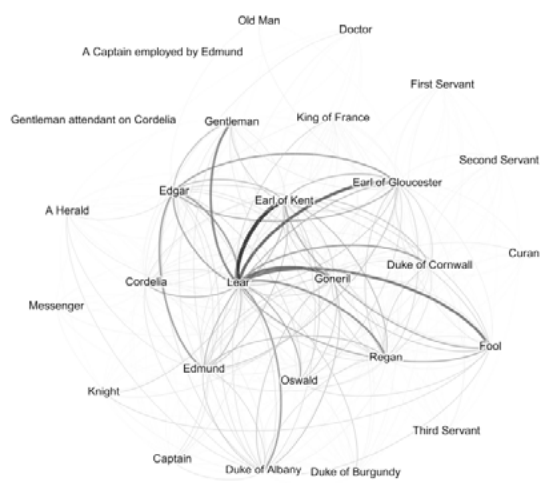 Old Man
Doctor
A Captain employed by Edmund
First Servant
Gentleman attendant on Cordelia
Gentleman
King of France
Second Servant
Edgar
Earl of Gloucester
Earl of Kent
A Herald
Curan
Duke of Cornwall
Cordelia
Lear
Goneril
Messenger
Fool
Regan
Edmund
Oswald
Knight
Third Servant
Captain
Duke of Albany
Duke of Burgundy